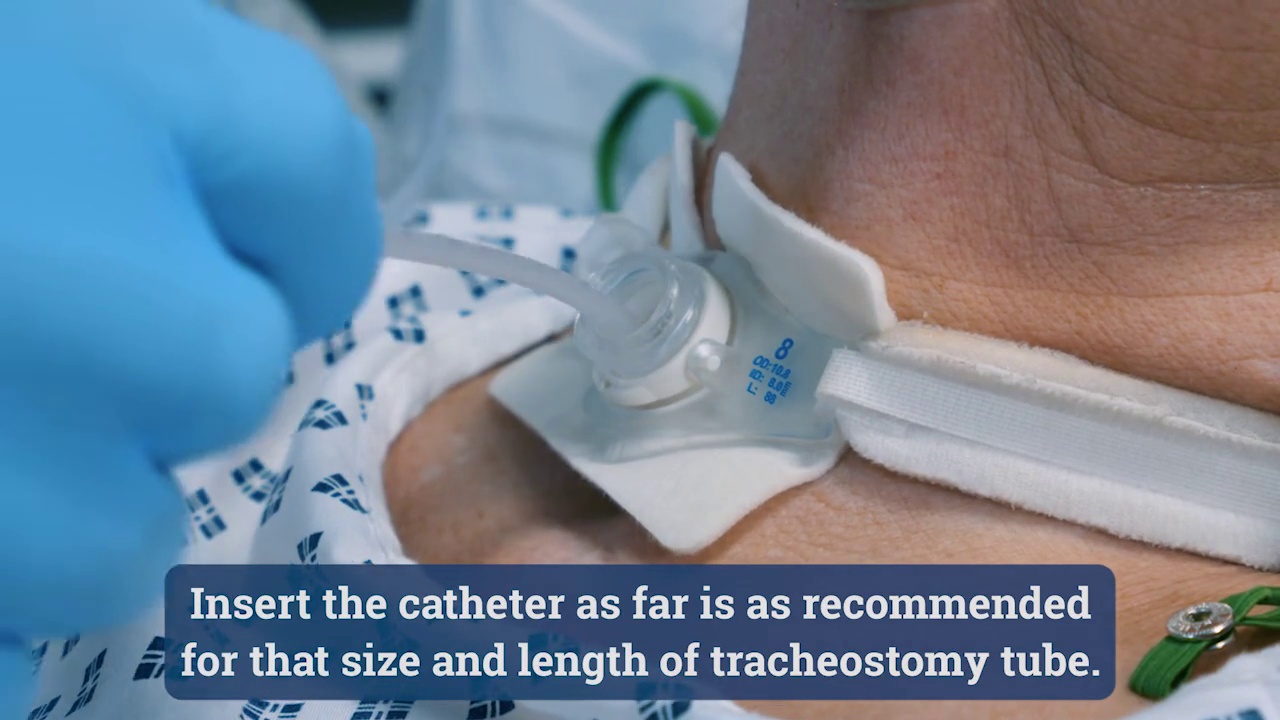 8
OD:10.8
ID: 8.0
L: 88
Insert the catheter as far is as recommended
for that size and length of tracheostomy tube.